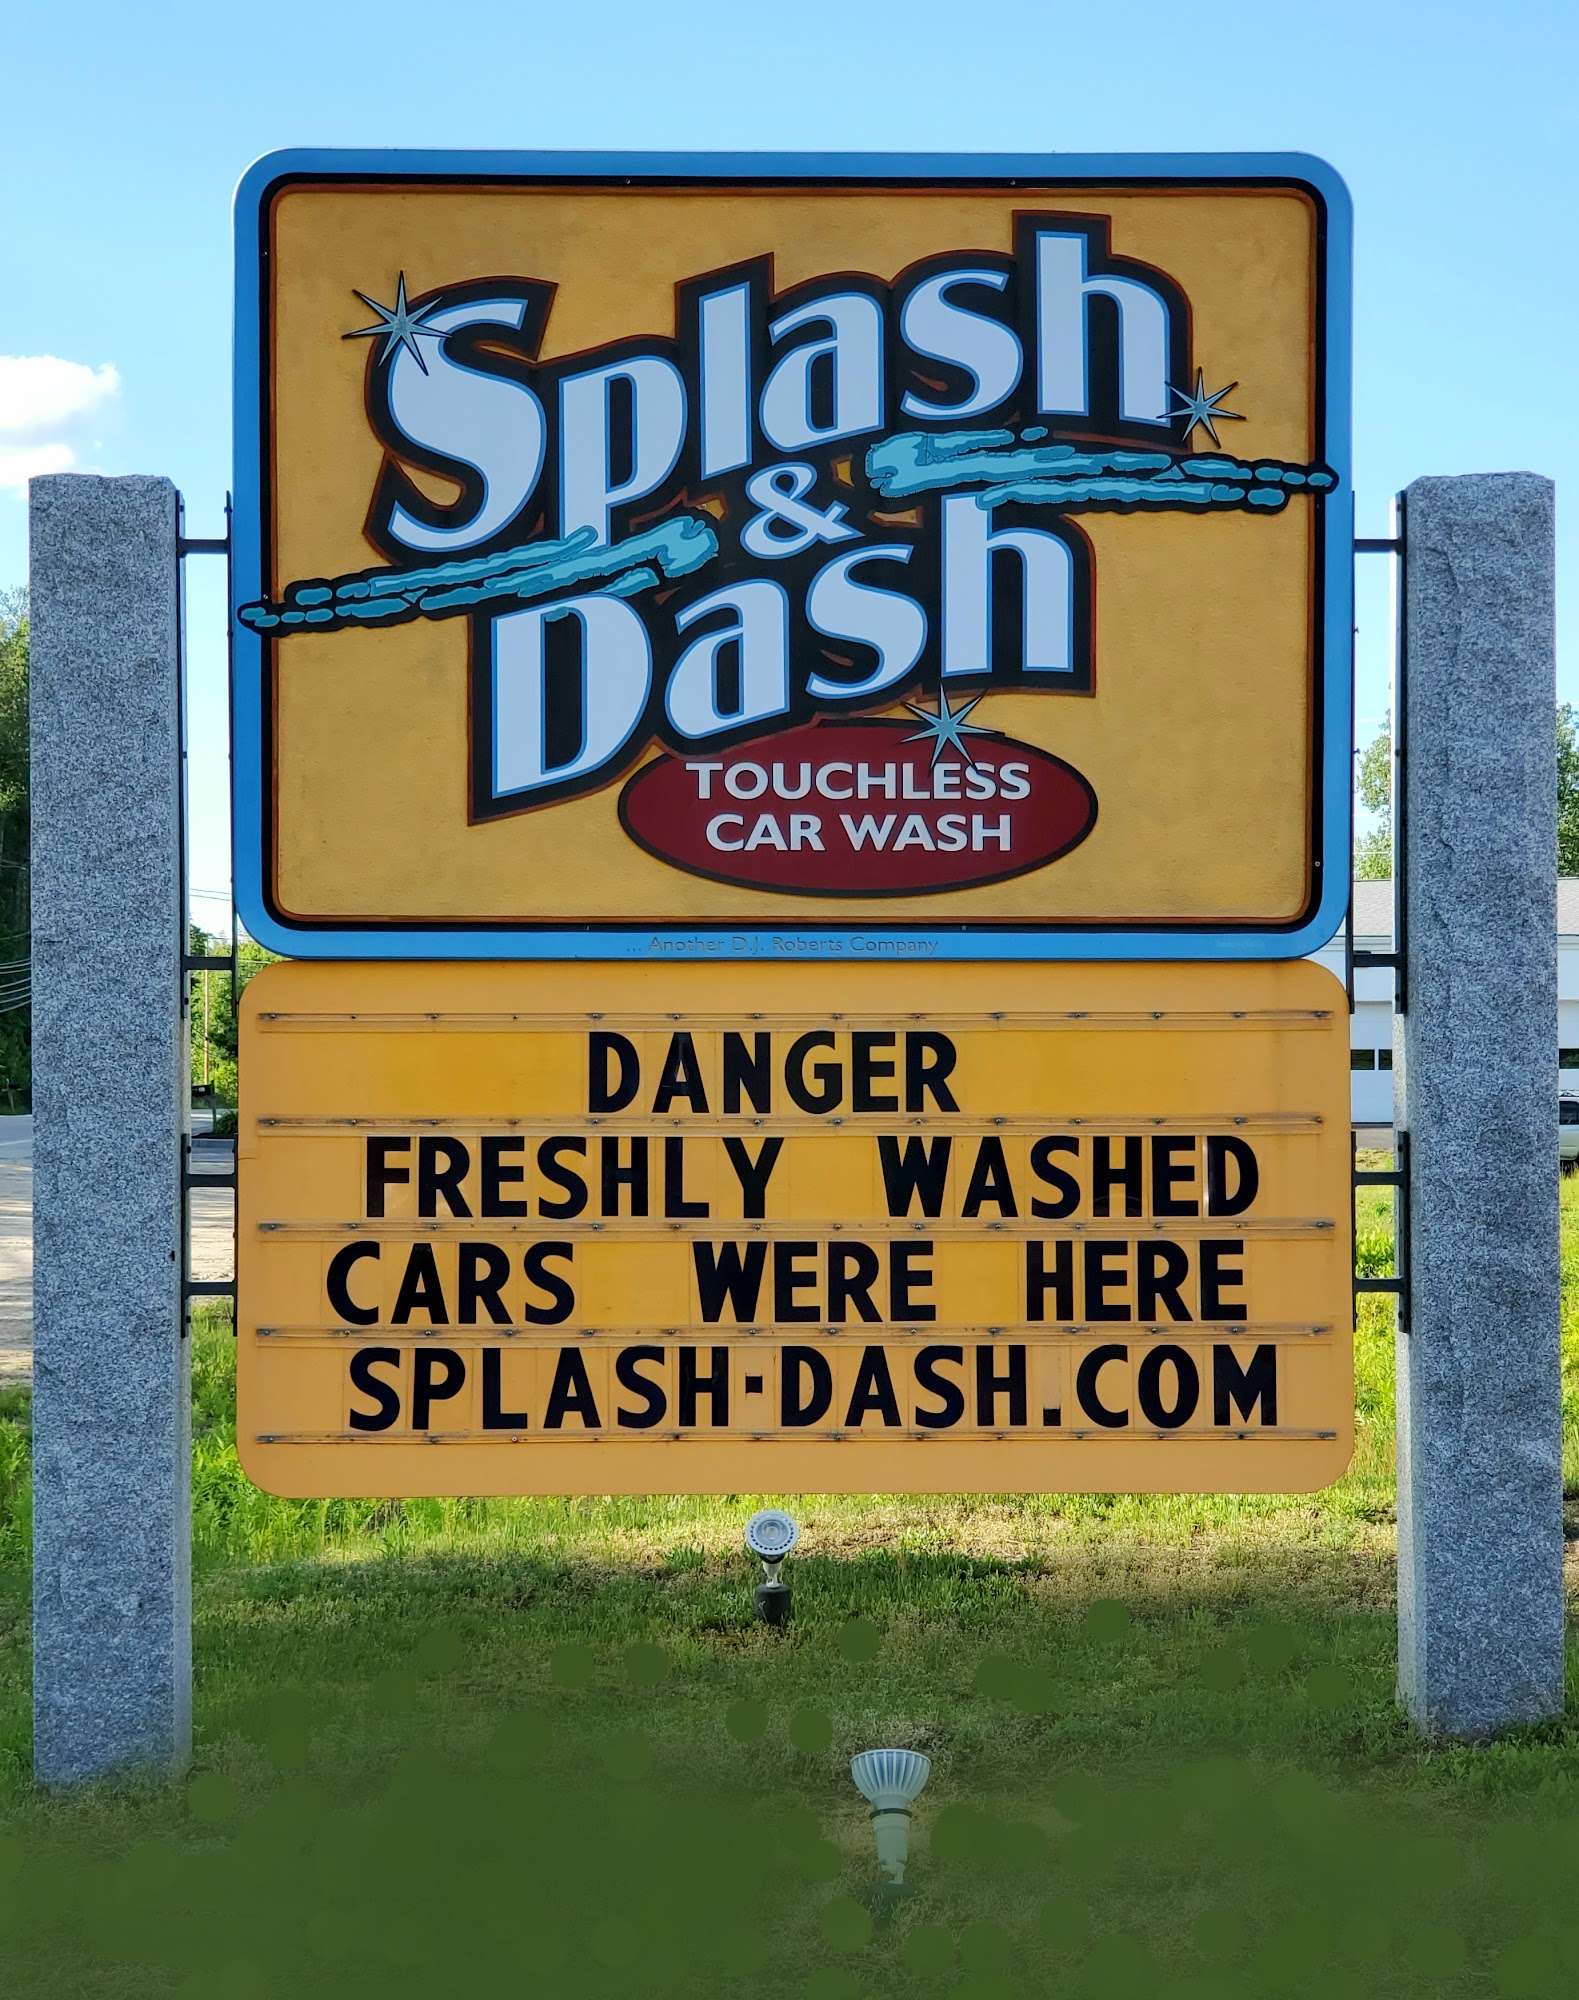 Splash
&
Dash
TOUCHLESS
CAR WASH
... Another D.J. Roberts Company
DANGER
FRESHLY WASHED
CARS WERE HERE
SPLASH-DASH.COM